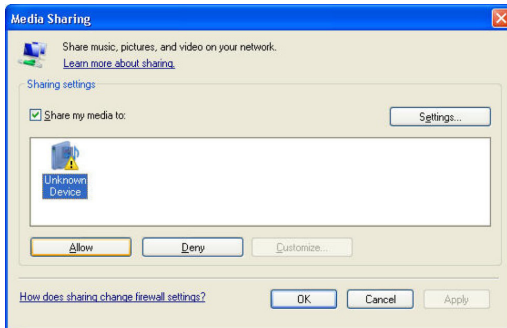 Media Sharing
Share music, pictures, and video on your network.
Learn more about sharing.
Sharing settings
Share my media to:
Settings...
Unknown
Device
Allow
Deny
Customize...
How does sharing change firewall settings?
OK
Cancel
Apply